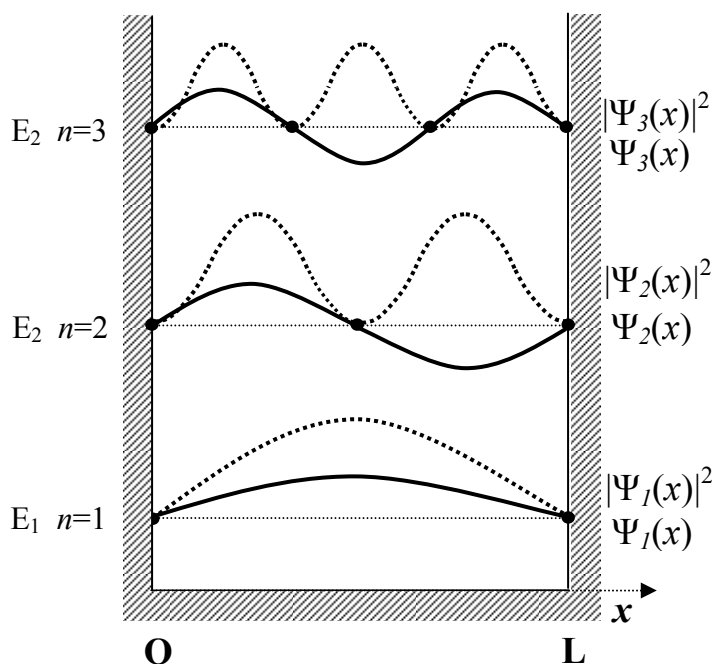 |Ψ₃(x)|²
E₂ n=3
Ψ₃(x)
|Ψ₂(x)|²
E₂ n=2
Ψ₂(x)
|Ψ₁(x)|²
E₁ n=1
Ψ₁(x)
x
O L